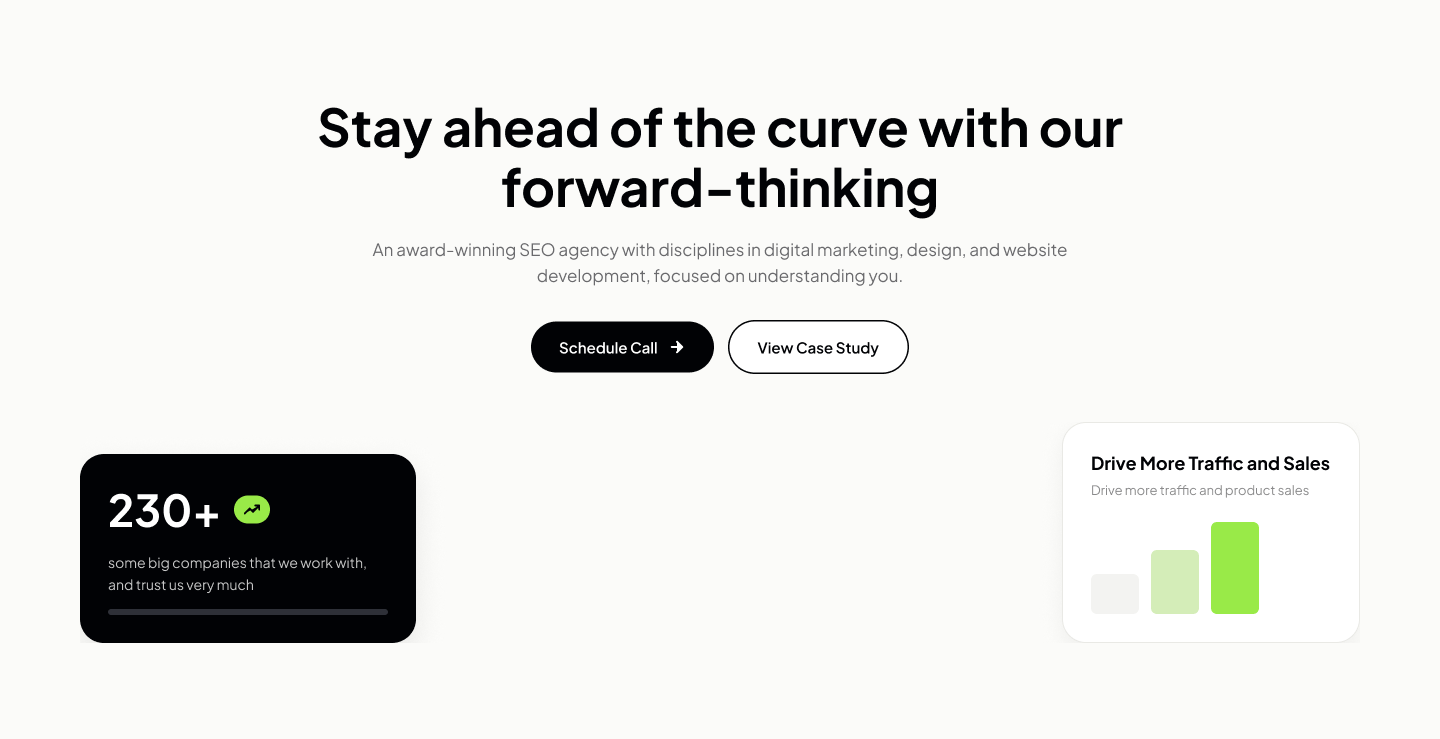 Stay ahead of the curve with our
forward-thinking
An award-winning SEO agency with disciplines in digital marketing, design, and website
development, focused on understanding you.
Schedule Call
View Case Study
230+
some big companies that we work with,
and trust us very much
Drive More Traffic and Sales
Drive more traffic and product sales